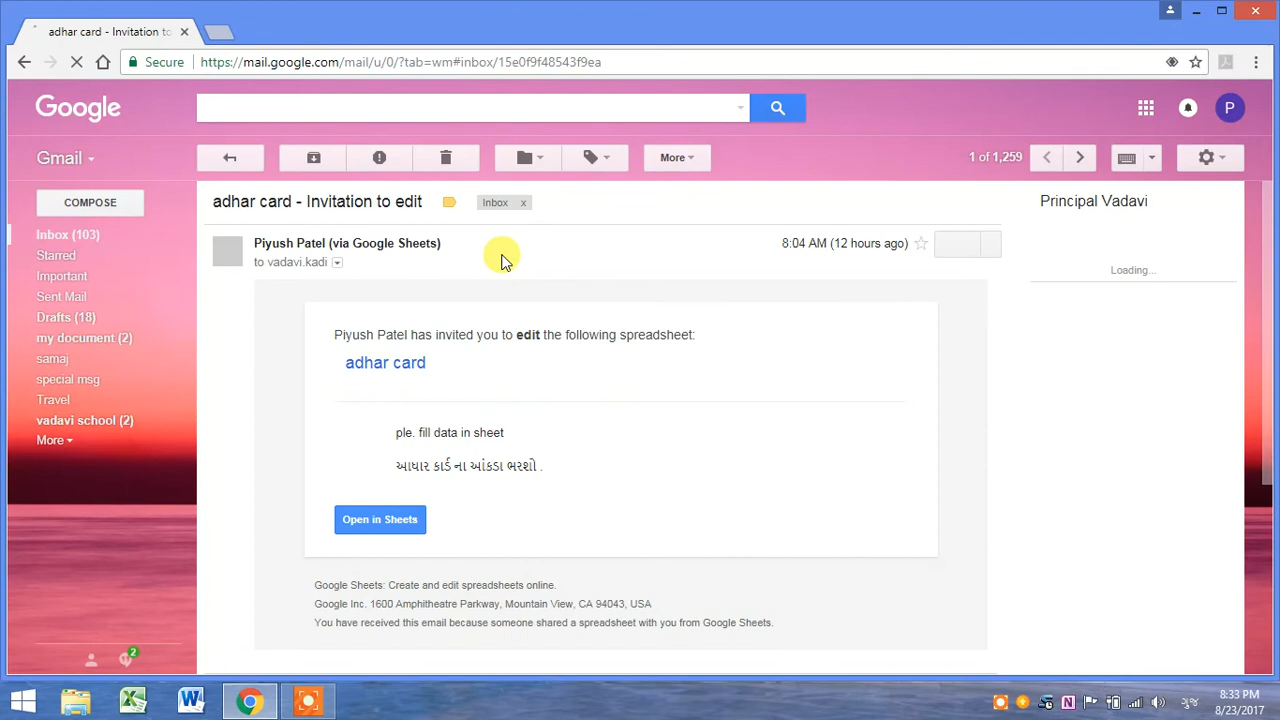 adhar card - Invitation to
Secure
https://mail.google.com/mail/u/0/?tab=wm#inbox/15e0f9f48543f9ea
Google
P
Gmail
More
1 of 1,259
COMPOSE
adhar card - Invitation to edit
Inbox x
Principal Vadavi
Inbox (103)
Piyush Patel (via Google Sheets)
8:04 AM (12 hours ago)
Starred
to vadavi.kadi
Loading...
Important
Sent Mail
Drafts (18)
my document (2)
samaj
special msg
Travel
vadavi school (2)
More
Piyush Patel has invited you to edit the following spreadsheet:
adhar card
ple. fill data in sheet
આધાર કાર્ડ ના આંકડા ભરશો .
Open in Sheets
Google Sheets: Create and edit spreadsheets online.
Google Inc. 1600 Amphitheatre Parkway, Mountain View, CA 94043, USA
You have received this email because someone shared a spreadsheet with you from Google Sheets.
2
8:33 PM
8/23/2017